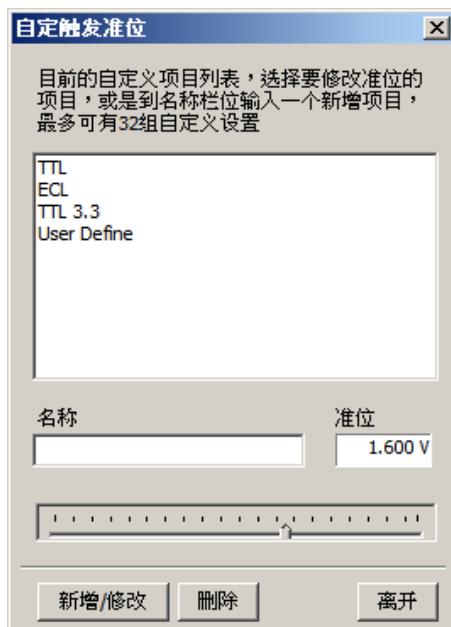 自定触发准位
目前的自定义项目列表，选择要修改准位的
项目，或是到名称栏位输入一个新增项目，
最多可有32组自定义设置
TTL
ECL
TTL 3.3
User Define
名称
准位
1.600 V
新增/修改
删除
离开